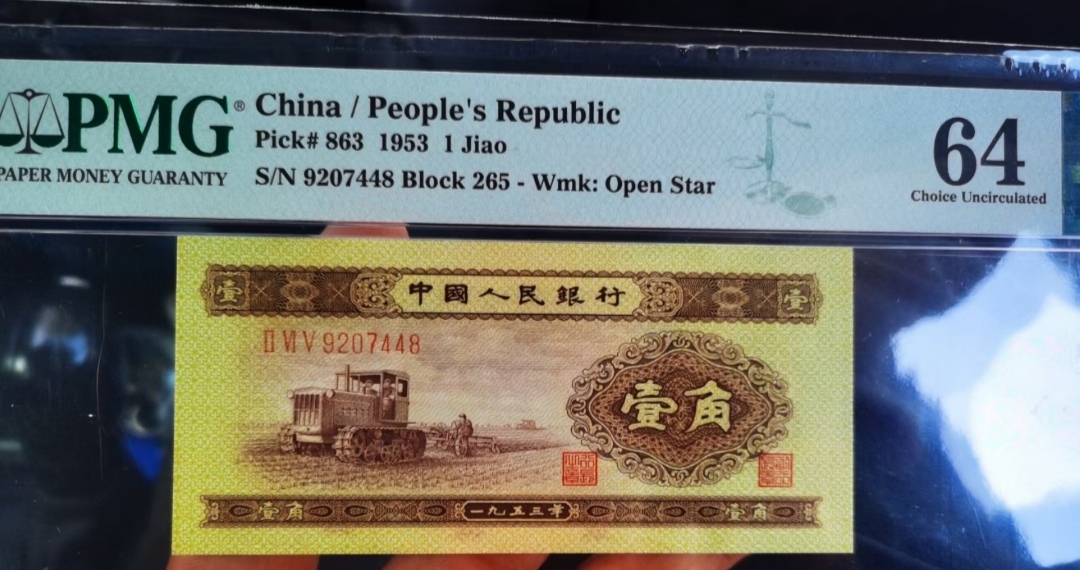 PMG® China / People's Republic
Pick# 863 1953 1 Jiao
64
PAPER MONEY GUARANTY S/N 9207448 Block 265 - Wmk: Open Star
Choice Uncirculated
壹 中國人民銀行 壹
II VI V 9207448
壹角
壹角 一九五三年 壹角